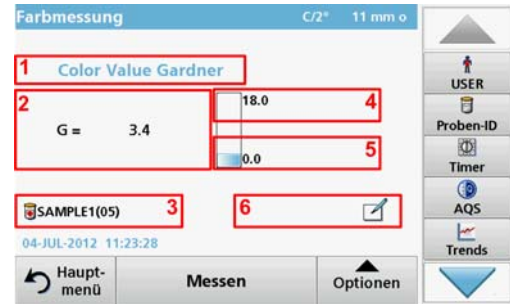 Farbmessung C/2° 11 mm o
1 Color Value Gardner
2
G = 3.4
18.0 4
0.0 5
SAMPLE1(05) 3
6
04-JUL-2012 11:23:28
Haupt-
menü
Messen
Optionen
USER
Proben-ID
Timer
AQS
Trends